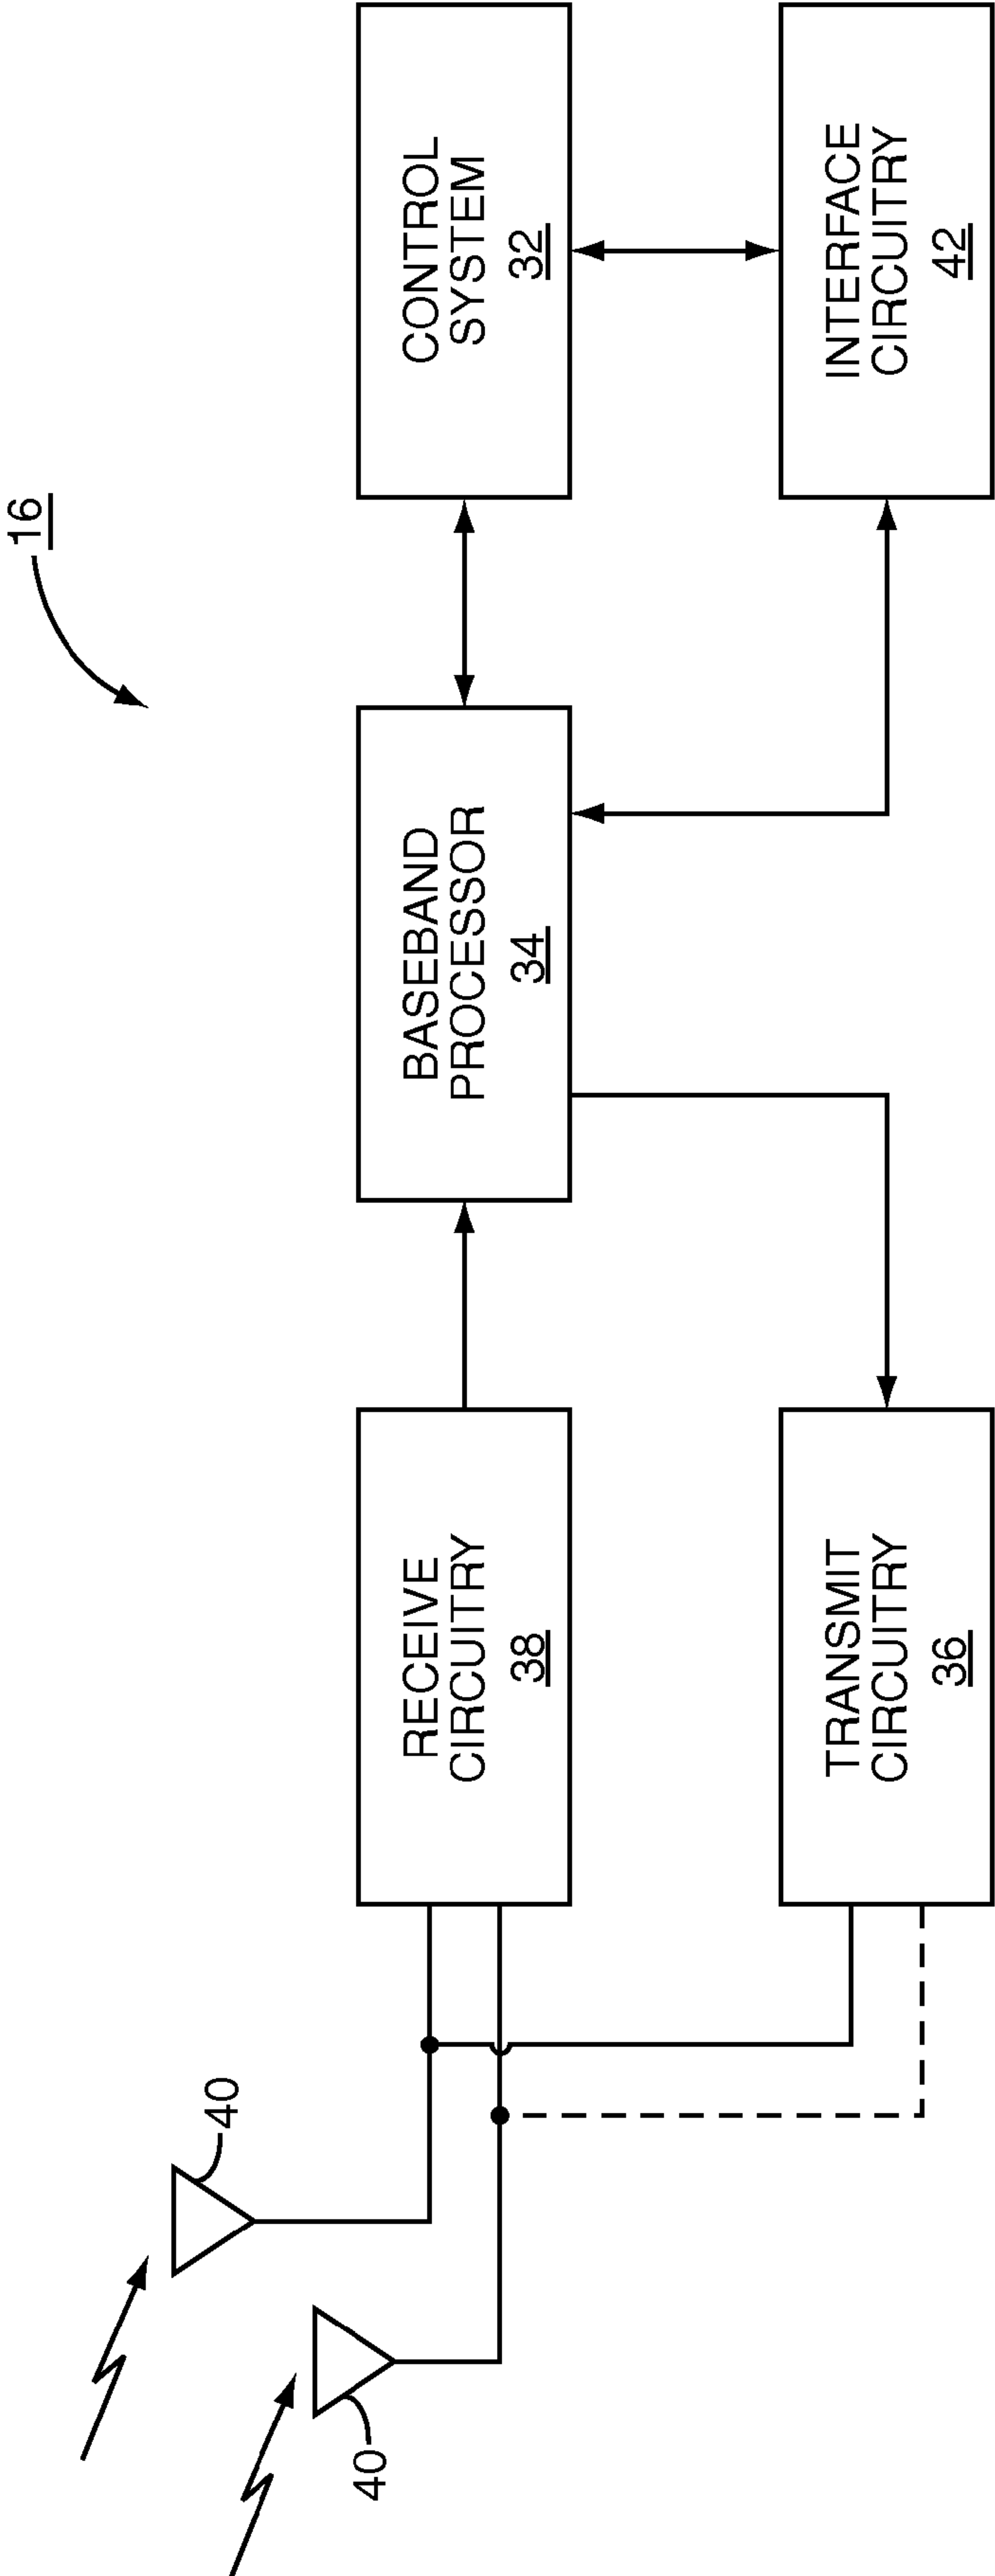 16
40
40
RECEIVE
CIRCUITRY
38
BASEBAND
PROCESSOR
34
CONTROL
SYSTEM
32
TRANSMIT
CIRCUITRY
36
INTERFACE
CIRCUITRY
42